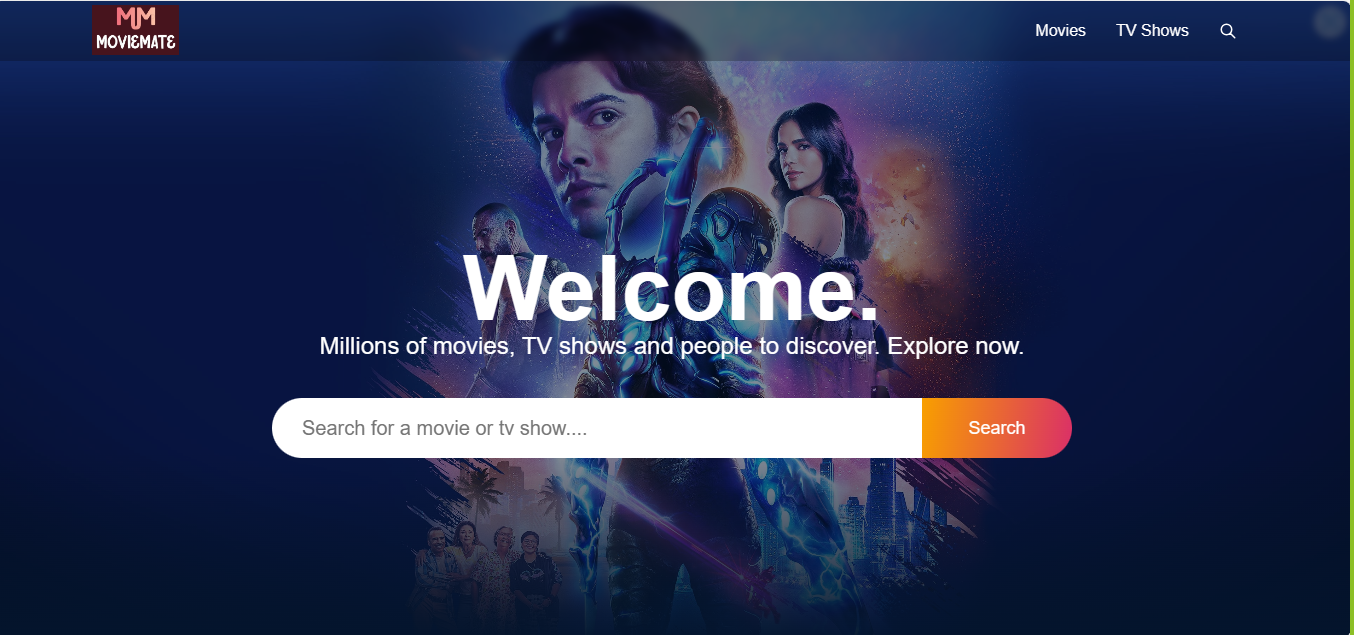 MM
MOVIEMATE
Movies
TV Shows
Welcome.
Millions of movies, TV shows and people to discover. Explore now.
Search for a movie or tv show....
Search